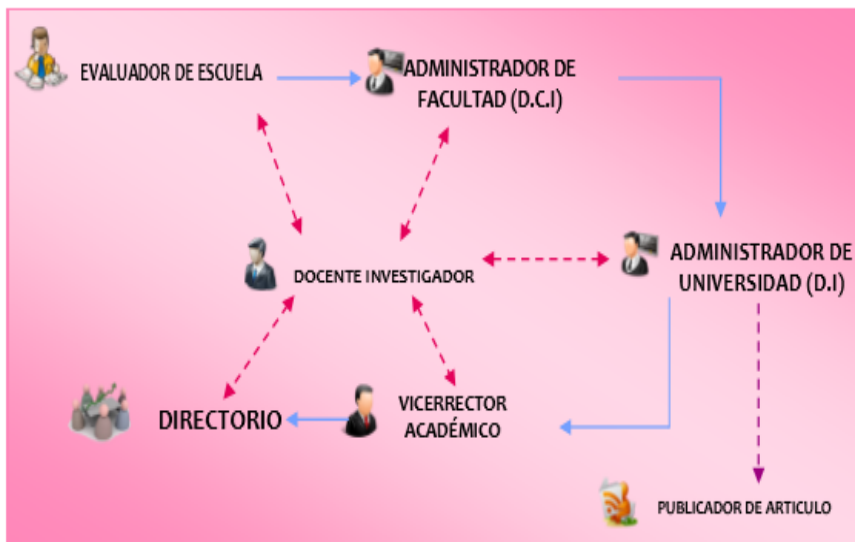 EVALUADOR DE ESCUELA
ADMINISTRADOR DE
FACULTAD (D.C.I)
DOCENTE INVESTIGADOR
ADMINISTRADOR DE
UNIVERSIDAD (D.I)
DIRECTORIO
VICERRECTOR
ACADÉMICO
PUBLICADOR DE ARTICULO